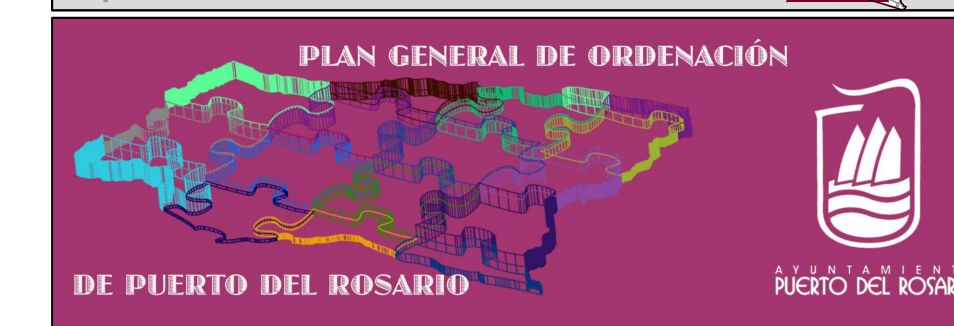 PLAN GENERAL DE ORDENACIÓN
DE PUERTO DEL ROSARIO
AYUNTAMIENT
PUERTO DEL ROSAR